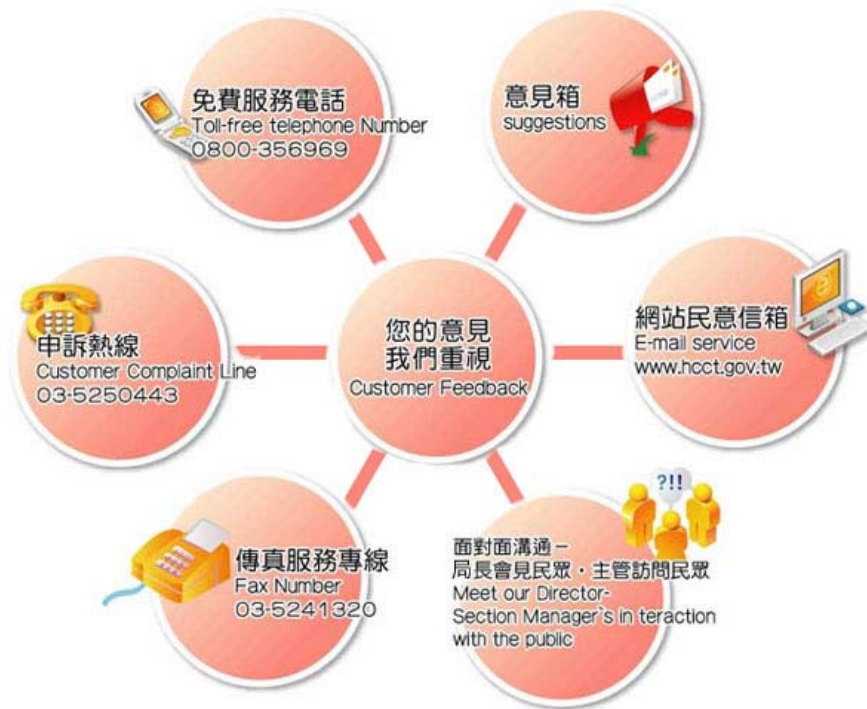 免費服務電話
Toll-free telephone Number
0800-356969
意見箱
suggestions
申訴熱線
Customer Complaint Line
03-5250443
您的意見
我們重視
Customer Feedback
網站民意信箱
E-mail service
www.hcct.gov.tw
傳真服務專線
Fax Number
03-5241320
?!!
面對面溝通－
局長會見民眾・主管訪問民眾
Meet our Director-
Section Manager`s in teraction
with the public